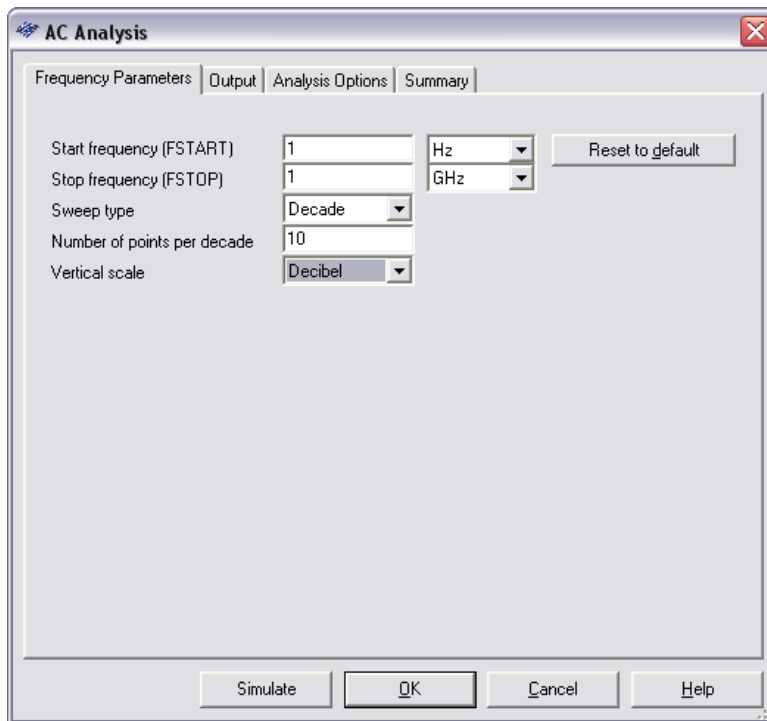 AC Analysis
Frequency Parameters Output Analysis Options Summary
Start frequency (FSTART) 1 Hz Reset to default
Stop frequency (FSTOP) 1 GHz
Sweep type Decade
Number of points per decade 10
Vertical scale Decibel
Simulate OK Cancel Help